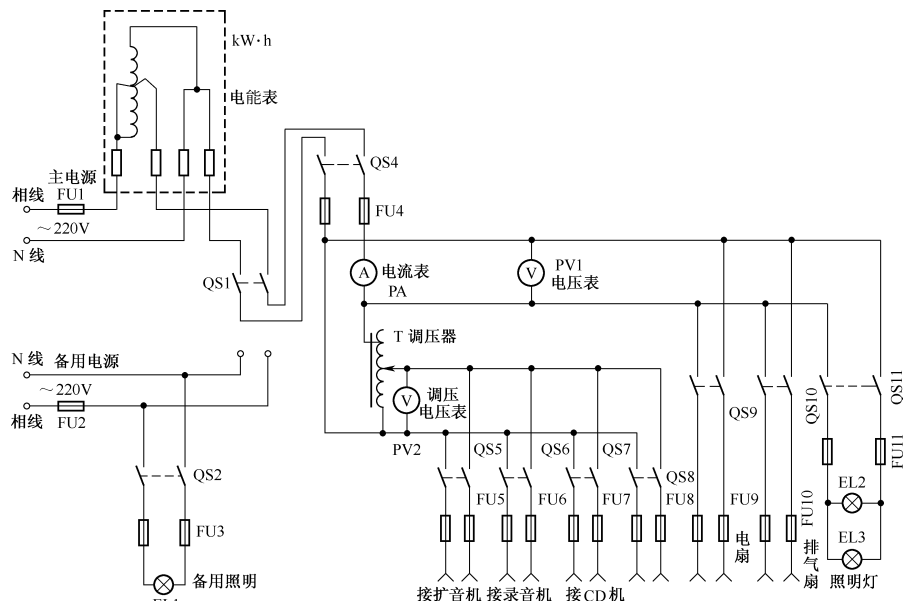 kW·h
电能表
主电源
相线
FU1
～220V
N 线
QS1
QS4
FU4
A
电流表
PA
V
PV1
电压表
T 调压器
N 线
备用电源
～220V
相线
FU2
V
调压
电压表
PV2
QS2
FU3
备用照明
QS5
QS6
QS7
QS8
FU5
FU6
FU7
FU8
QS9
FU9
QS10
QS11
FU10
FU11
EL2
EL3
电扇
排气扇
照明灯
接扩音机
接录音机
接CD机